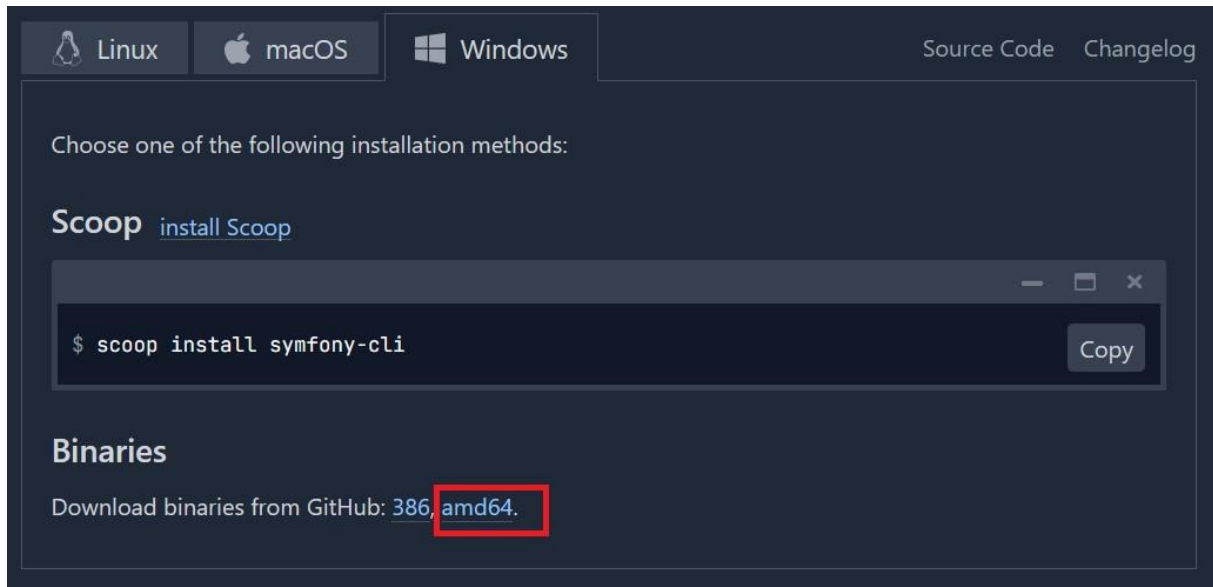 Linux macOS Windows Source Code Changelog
Choose one of the following installation methods:
Scoop install Scoop
$ scoop install symfony-cli
Copy
Binaries
Download binaries from GitHub: 386, amd64.